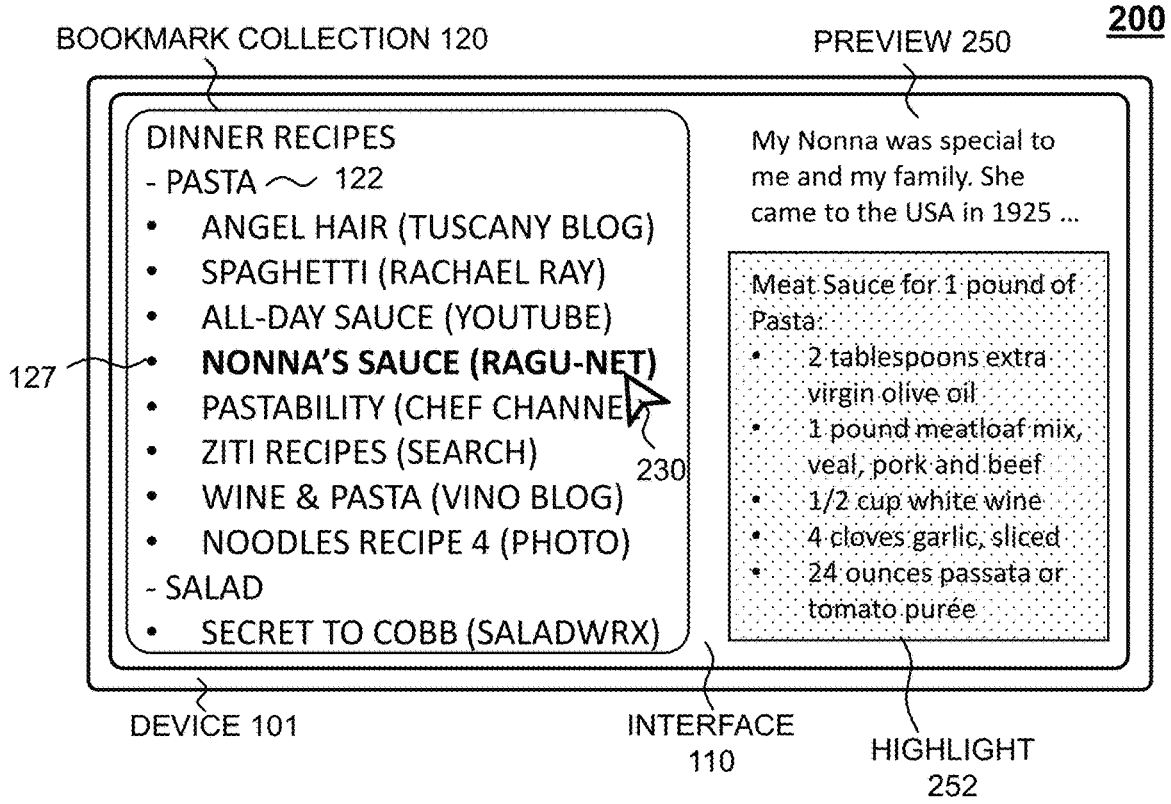 200
BOOKMARK COLLECTION 120
PREVIEW 250
DINNER RECIPES
- PASTA 122
• ANGEL HAIR (TUSCANY BLOG)
• SPAGHETTI (RACHAEL RAY)
• ALL-DAY SAUCE (YOUTUBE)
• NONNA'S SAUCE (RAGU-NET)
• PASTABILITY (CHEF CHANNE
• ZITI RECIPES (SEARCH)
• WINE & PASTA (VINO BLOG)
• NOODLES RECIPE 4 (PHOTO)
- SALAD
• SECRET TO COBB (SALADWRX)
127
230
My Nonna was special to
me and my family. She
came to the USA in 1925 ...
Meat Sauce for 1 pound of
Pasta:
• 2 tablespoons extra
virgin olive oil
• 1 pound meatloaf mix,
veal, pork and beef
• 1/2 cup white wine
• 4 cloves garlic, sliced
• 24 ounces passata or
tomato purée
DEVICE 101
INTERFACE
110
HIGHLIGHT
252